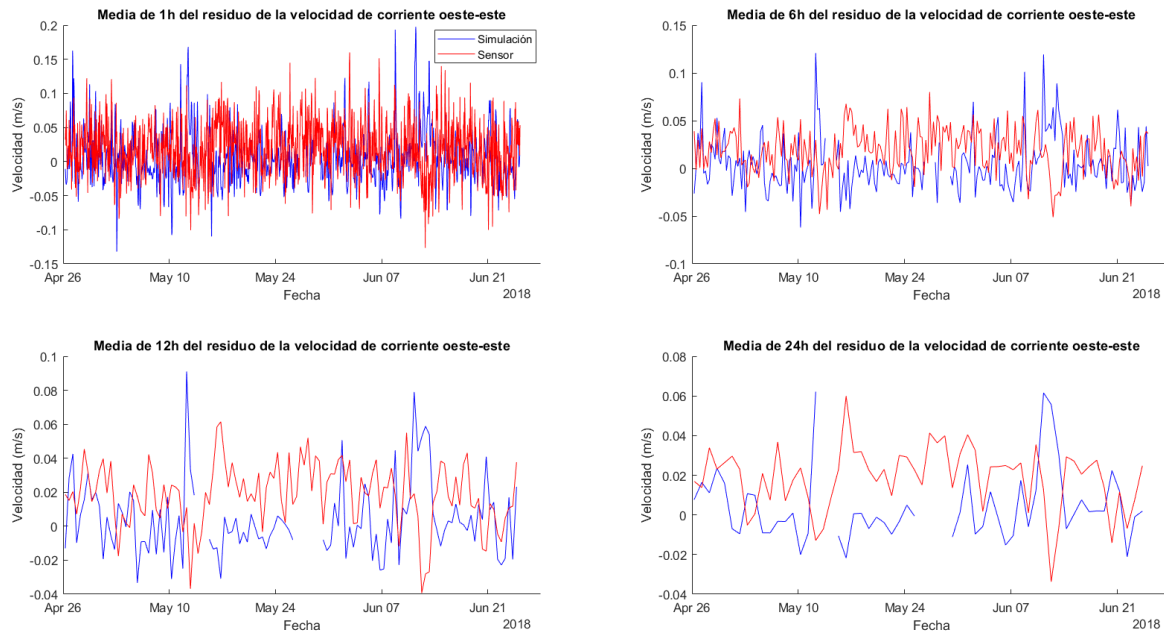 Media de 1h del residuo de la velocidad de corriente oeste-este
0.2
0.15
0.1
0.05
0
-0.05
-0.1
-0.15
Velocidad (m/s)
Simulación
Sensor
Apr 26
May 10
May 24
Jun 07
Jun 21
Fecha
2018
Media de 6h del residuo de la velocidad de corriente oeste-este
0.15
0.1
0.05
0
-0.05
-0.1
Velocidad (m/s)
Apr 26
May 10
May 24
Jun 07
Jun 21
Fecha
2018
Media de 12h del residuo de la velocidad de corriente oeste-este
0.1
0.08
0.06
0.04
0.02
0
-0.02
-0.04
Velocidad (m/s)
Apr 26
May 10
May 24
Jun 07
Jun 21
Fecha
2018
Media de 24h del residuo de la velocidad de corriente oeste-este
0.08
0.06
0.04
0.02
0
-0.02
-0.04
Velocidad (m/s)
Apr 26
May 10
May 24
Jun 07
Jun 21
Fecha
2018